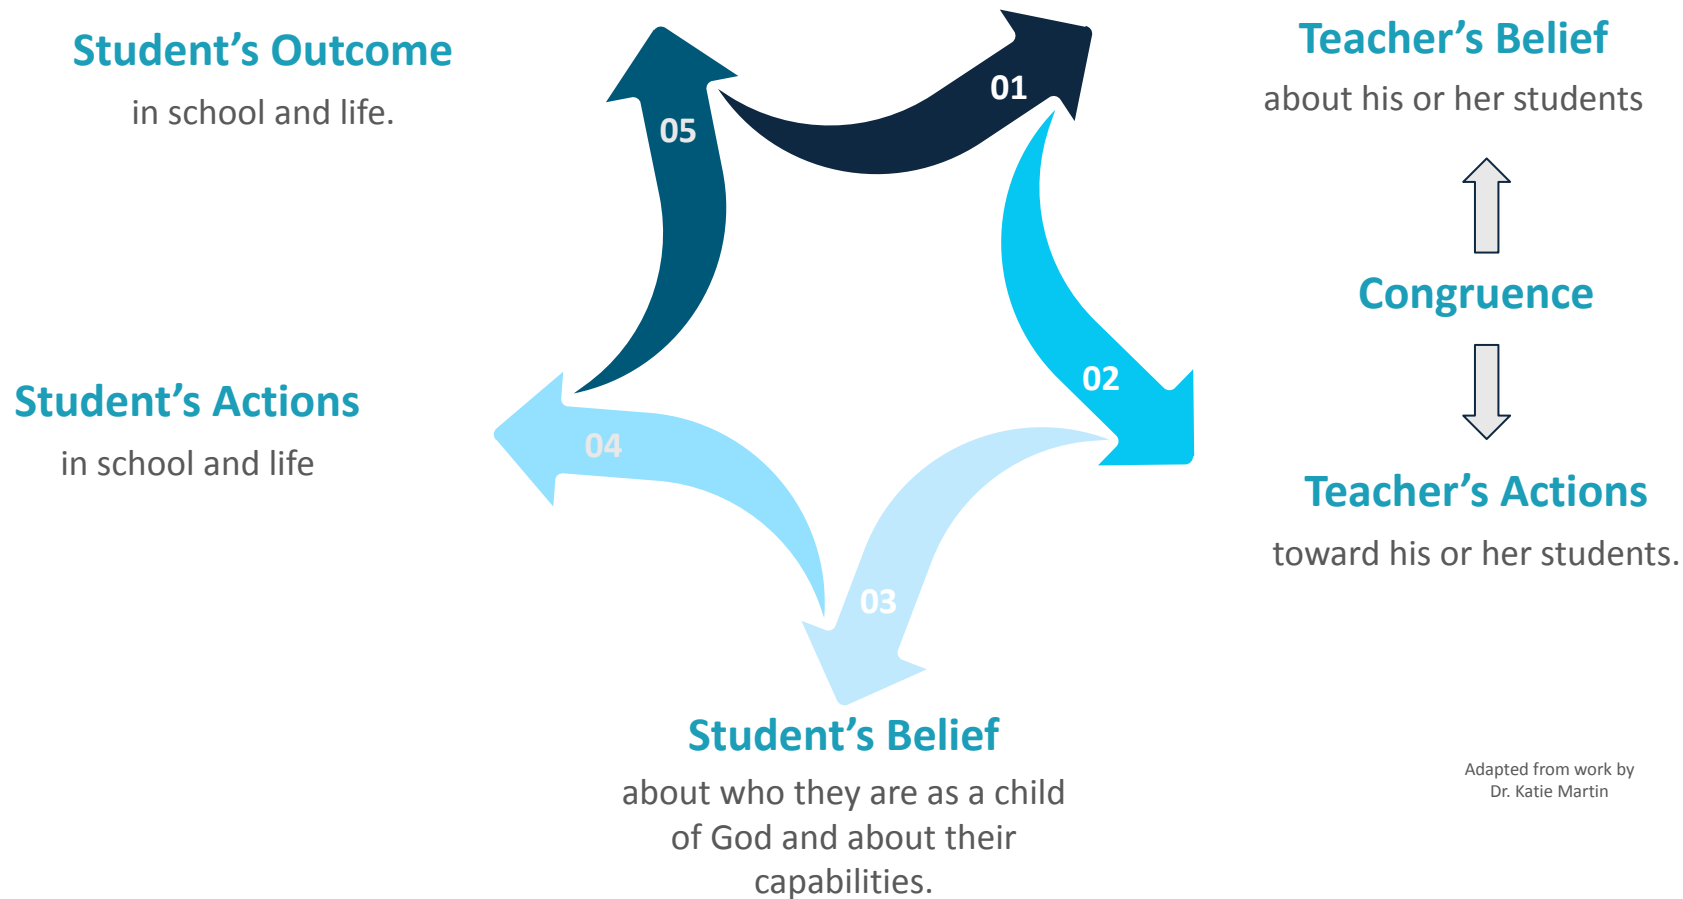 Student’s Outcome
in school and life.
05
01
Teacher’s Belief
about his or her students
Congruence
02
Teacher’s Actions
toward his or her students.
03
Student’s Belief
about who they are as a child
of God and about their
capabilities.
04
Student’s Actions
in school and life
Adapted from work by
Dr. Katie Martin